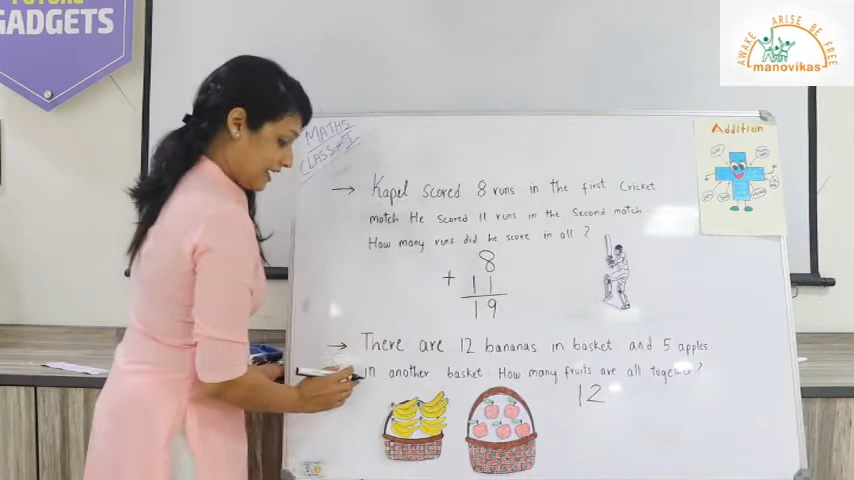 FUTURE
GADGETS
AWAKE ARISE BE FREE
manovikas
MATHS
CLASS-I
Addition
→ Kapel scored 8 runs in the first Cricket
match He scored 11 runs in the second match.
How many runs did he score in all ?
8
+ 11
19
→ There are 12 bananas in basket and 5 apples
in another basket. How many fruits are all together?
12